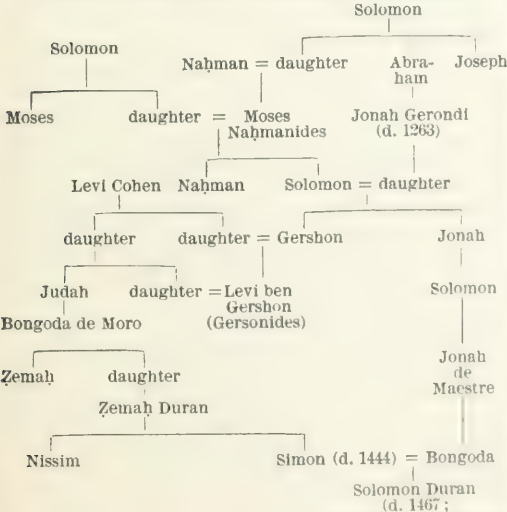 Solomon
Solomon
Naḥman = daughter Abra- Joseph
ham
Moses daughter = Moses Jonah Gerondi
Naḥmanides (d. 1263)
Levi Cohen Naḥman Solomon = daughter
daughter daughter = Gershon Jonah
Judah daughter = Levi ben Solomon
Bongoda de Moro Gershon
(Gersonides)
Jonah
de
Maestre
Ẓemaḥ daughter
Ẓemaḥ Duran
Nissim Simon (d. 1444) = Bongoda
Solomon Duran
(d. 1467;